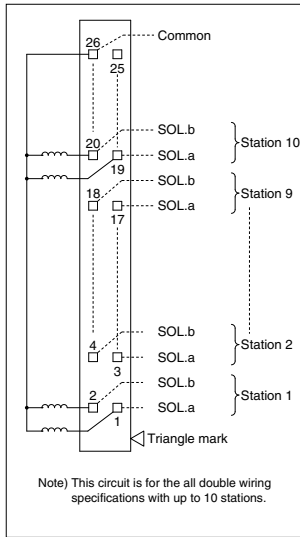 26 Common
25
20 SOL.b
SOL.a Station 10
19 SOL.b
18 SOL.a Station 9
17
4 SOL.b
SOL.a Station 2
3
2 SOL.b
1 SOL.a Station 1
Triangle mark
Note) This circuit is for the all double wiring
specifications with up to 10 stations.